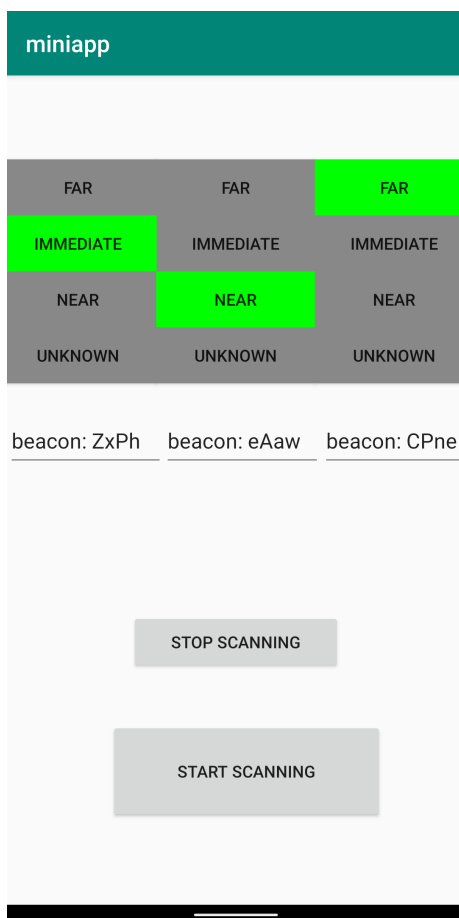 miniapp
FAR FAR FAR
IMMEDIATE IMMEDIATE IMMEDIATE
NEAR NEAR NEAR
UNKNOWN UNKNOWN UNKNOWN
beacon: ZxPh beacon: eAaw beacon: CPne
STOP SCANNING
START SCANNING